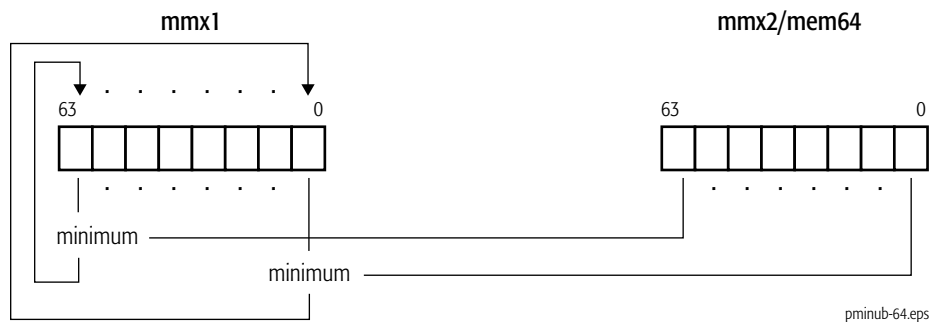 mmx1 mmx2/mem64
. . . . . .
63 0 63 0
. . . . . . . . . . . .
minimum
minimum
pminub-64.eps